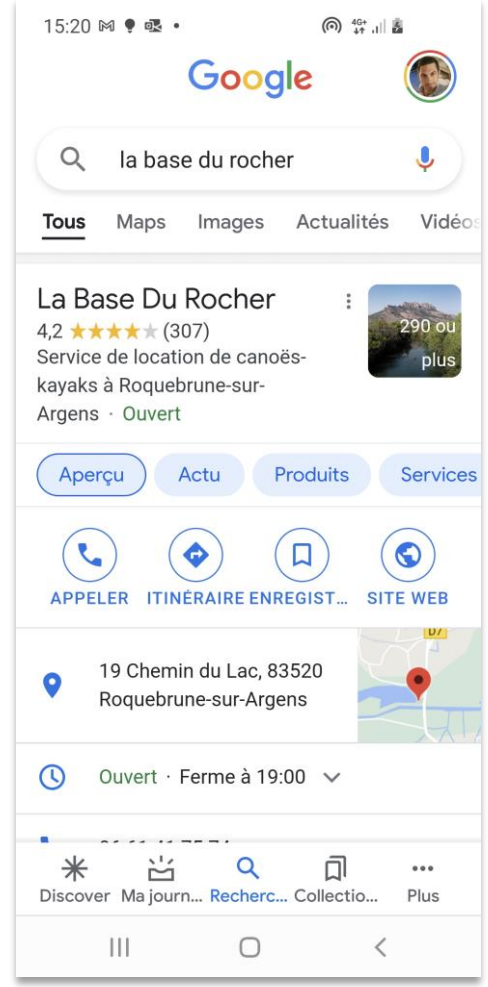 15:20
4G+
Google
la base du rocher
Tous Maps Images Actualités Vidéos
La Base Du Rocher
4,2 (307)
290 ou
plus
Service de location de canoës-
kayaks à Roquebrune-sur-
Argens · Ouvert
Aperçu Actu Produits Services
APPELER ITINÉRAIRE ENREGIST... SITE WEB
D7
19 Chemin du Lac, 83520
Roquebrune-sur-Argens
Ouvert · Ferme à 19:00
Discover Ma journ... Recherc... Collectio... Plus